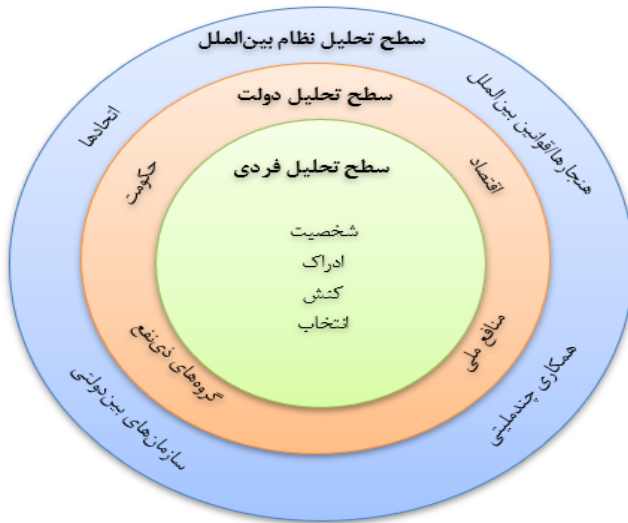 سطح تحلیل نظام بین‌الملل
هنجارها/قوانین بین‌الملل
اتحادها
همکاری چندملیتی
سازمان‌های بین‌دولتی
سطح تحلیل دولت
اقتصاد
حکومت
منافع ملی
گروه‌های ذی‌نفع
سطح تحلیل فردی
شخصیت
ادراک
کنش
انتخاب